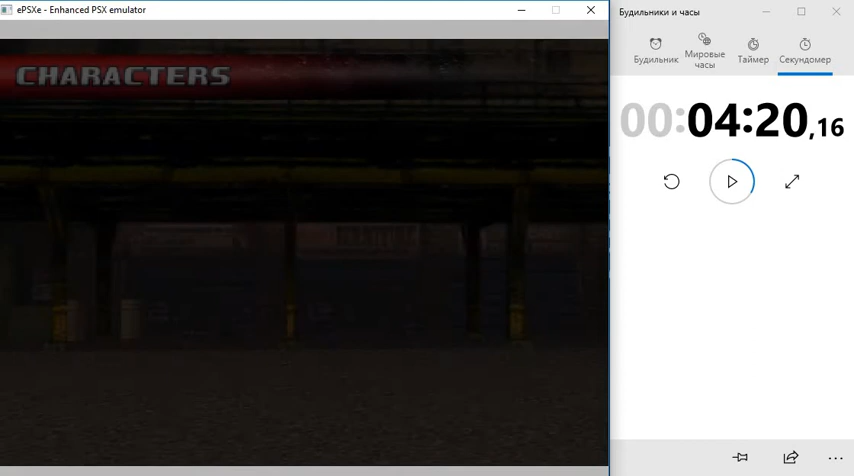 ePSXe - Enhanced PSX emulator
CHARACTERS
Будильники и часы
Будильник
Мировые
часы
Таймер
Секундомер
00:04:20,16